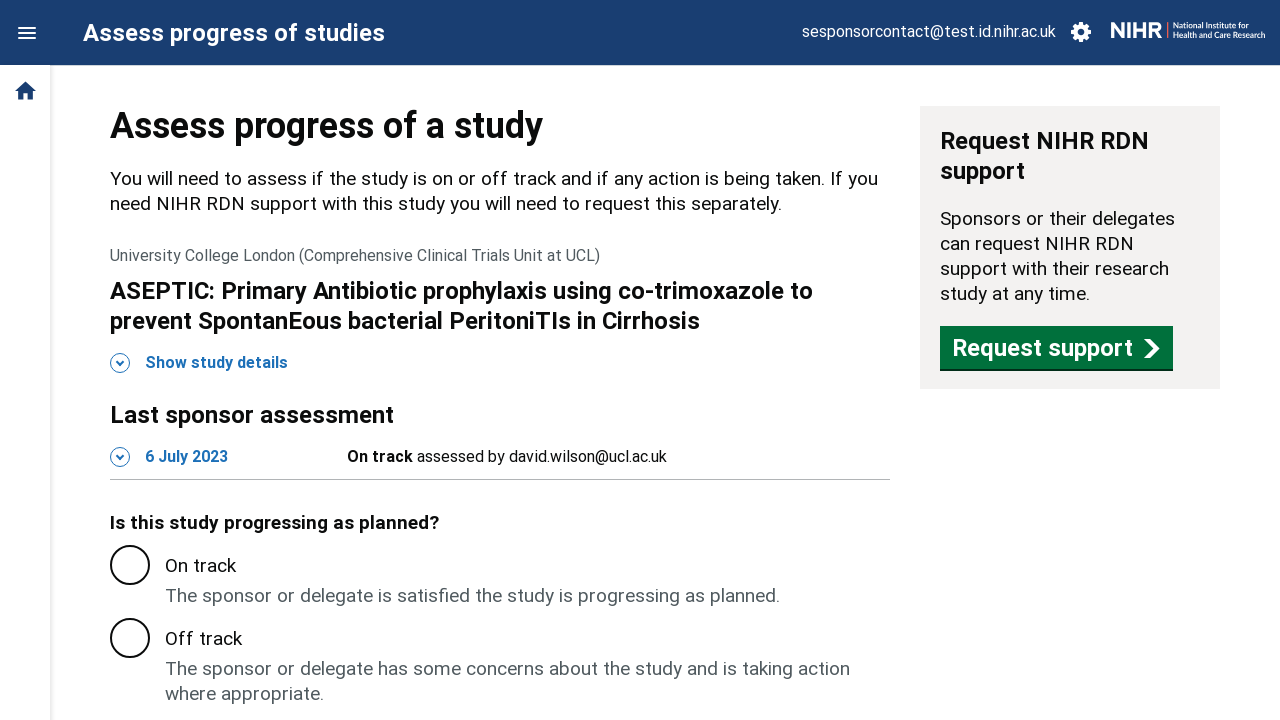 Assess progress of studies
sesponsorcontact@test.id.nihr.ac.uk
NIHR
National Institute for
Health and Care Research
Assess progress of a study
You will need to assess if the study is on or off track and if any action is being taken. If you
need NIHR RDN support with this study you will need to request this separately.
University College London (Comprehensive Clinical Trials Unit at UCL)
ASEPTIC: Primary Antibiotic prophylaxis using co-trimoxazole to
prevent SpontanEous bacterial PeritoniTIs in Cirrhosis
Show study details
Last sponsor assessment
6 July 2023
On track assessed by david.wilson@ucl.ac.uk
Is this study progressing as planned?
On track
The sponsor or delegate is satisfied the study is progressing as planned.
Off track
The sponsor or delegate has some concerns about the study and is taking action
where appropriate.
Request NIHR RDN
support
Sponsors or their delegates
can request NIHR RDN
support with their research
study at any time.
Request support